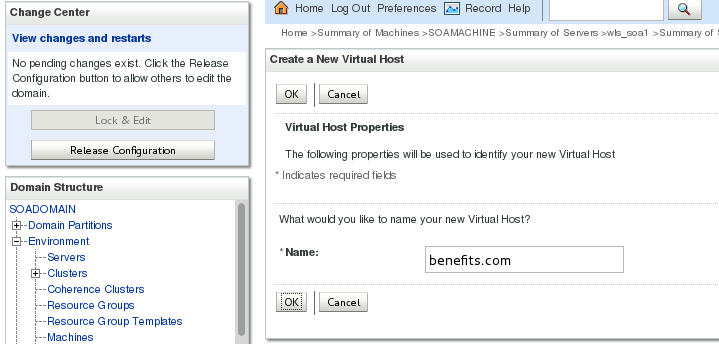 Change Center
View changes and restarts
No pending changes exist. Click the Release
Configuration button to allow others to edit the
domain.
Lock & Edit
Release Configuration
Domain Structure
SOADOMAIN
Domain Partitions
Environment
Servers
Clusters
Coherence Clusters
Resource Groups
Resource Group Templates
Machines
Home Log Out Preferences Record Help
Home >Summary of Machines >SOAMACHINE >Summary of Servers >wls_soa1 >Summary of S
Create a New Virtual Host
OK Cancel
Virtual Host Properties
The following properties will be used to identify your new Virtual Host
* Indicates required fields
What would you like to name your new Virtual Host?
* Name: benefits.com
OK Cancel